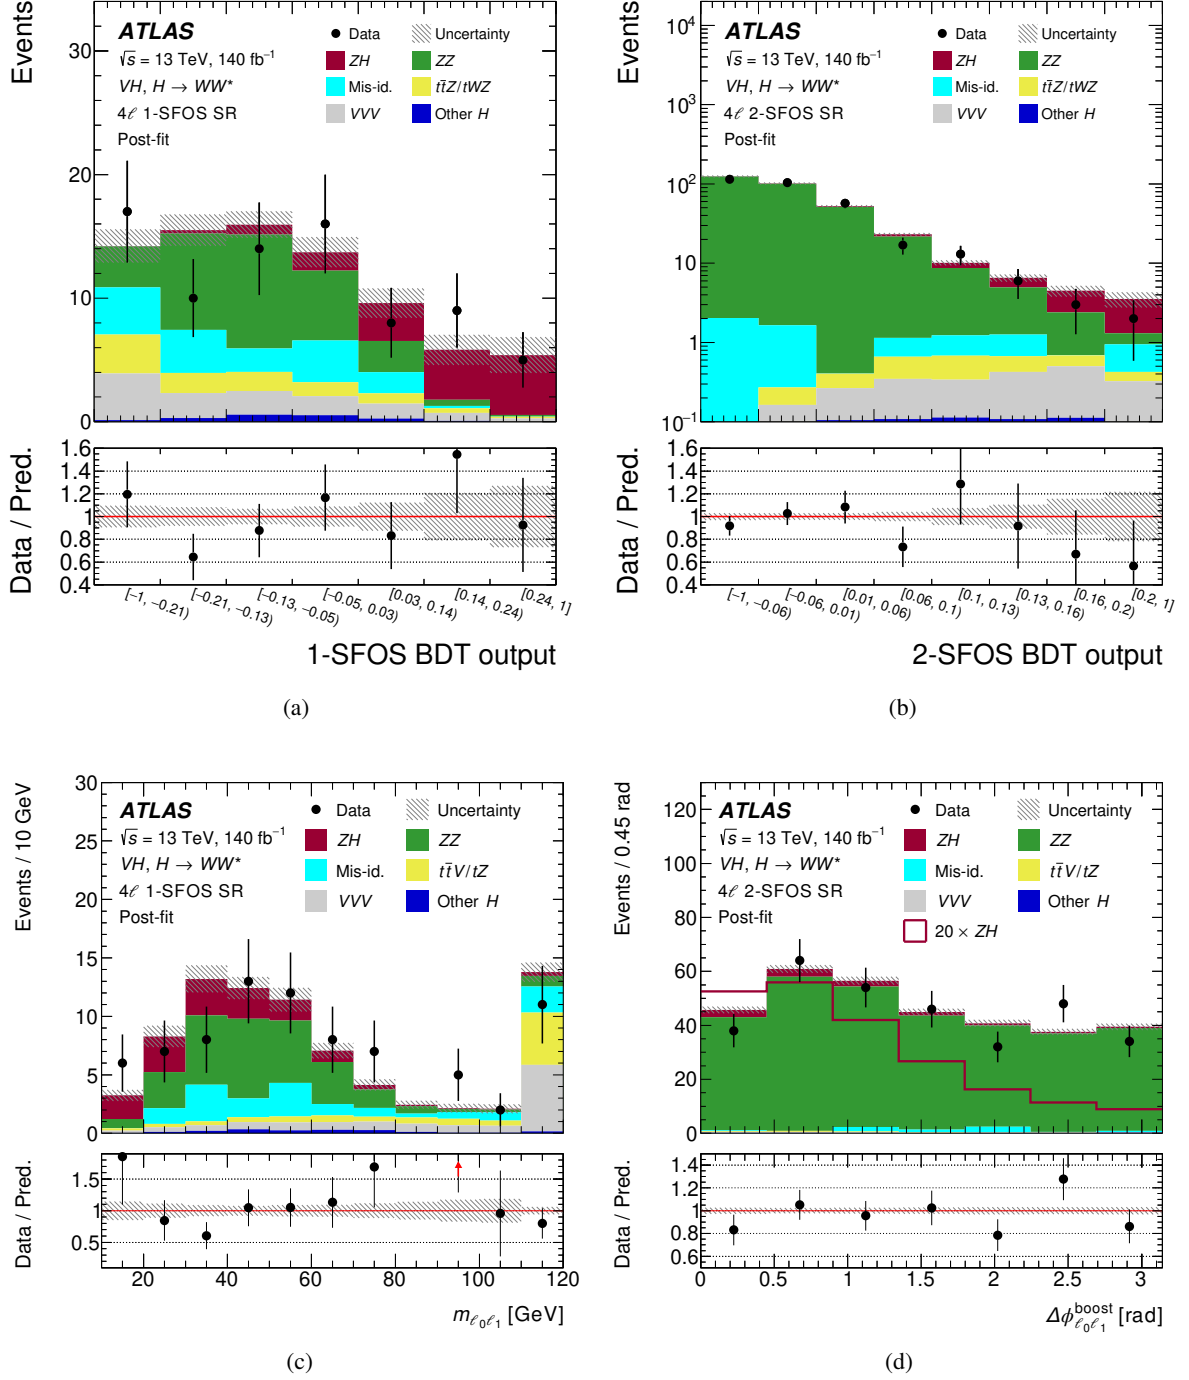 Events
30
20
10
0
ATLAS
√s = 13 TeV, 140 fb⁻¹
VH, H → WW*
4ℓ 1-SFOS SR
Post-fit
Data
Uncertainty
ZH
ZZ
Mis-id.
tt̄Z/tWZ
VVV
Other H
Data / Pred.
1.6
1.4
1.2
1
0.8
0.6
0.4
[−1, −0.21)
[−0.21, −0.13)
[−0.13, −0.05)
[−0.05, 0.03)
[0.03, 0.14)
[0.14, 0.24)
[0.24, 1]
1-SFOS BDT output
(a)
Events
10⁴
10³
10²
10
1
10⁻¹
ATLAS
√s = 13 TeV, 140 fb⁻¹
VH, H → WW*
4ℓ 2-SFOS SR
Post-fit
Data
Uncertainty
ZH
ZZ
Mis-id.
tt̄Z/tWZ
VVV
Other H
Data / Pred.
1.6
1.4
1.2
1
0.8
0.6
0.4
[−1, −0.06)
[−0.06, 0.01)
[0.01, 0.06)
[0.06, 0.1)
[0.1, 0.13)
[0.13, 0.16)
[0.16, 0.2)
[0.2, 1]
2-SFOS BDT output
(b)
Events / 10 GeV
30
25
20
15
10
5
0
ATLAS
√s = 13 TeV, 140 fb⁻¹
VH, H → WW*
4ℓ 1-SFOS SR
Post-fit
Data
Uncertainty
ZH
ZZ
Mis-id.
tt̄V/tZ
VVV
Other H
Data / Pred.
1.5
1
0.5
20 40 60 80 100 120
m_ℓ₀ℓ₁ [GeV]
(c)
Events / 0.45 rad
120
100
80
60
40
20
0
ATLAS
√s = 13 TeV, 140 fb⁻¹
VH, H → WW*
4ℓ 2-SFOS SR
Post-fit
Data
Uncertainty
ZH
ZZ
Mis-id.
tt̄V/tZ
VVV
Other H
20 × ZH
Data / Pred.
1.4
1.2
1
0.8
0.6
0 0.5 1 1.5 2 2.5 3
Δϕ^boost_ℓ₀ℓ₁ [rad]
(d)